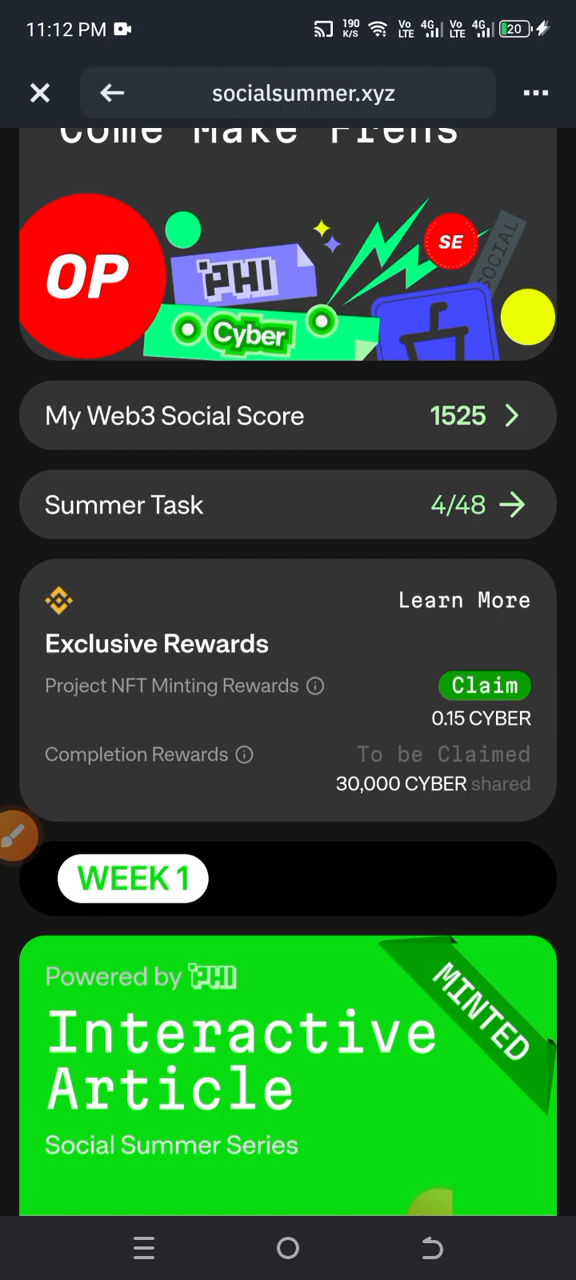 11:12 PM
190 K/S
Vo LTE 4G Vo LTE 4G 20
socialsummer.xyz
Come Make Frens
OP
PHI
SE
SOCIAL
Cyber
My Web3 Social Score 1525
Summer Task 4/48
Learn More
Exclusive Rewards
Project NFT Minting Rewards Claim
0.15 CYBER
Completion Rewards To be Claimed
30,000 CYBER shared
WEEK 1
Powered by PHI
MINTED
Interactive
Article
Social Summer Series